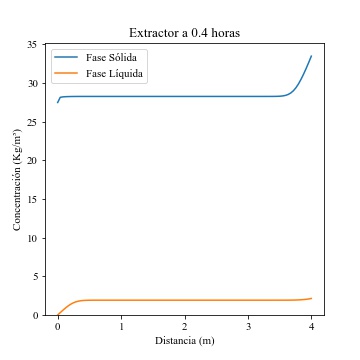 Extractor a 0.4 horas
Fase Sólida
Fase Líquida
Concentración (Kg/m³)
35
30
25
20
15
10
5
0
0 1 2 3 4
Distancia (m)